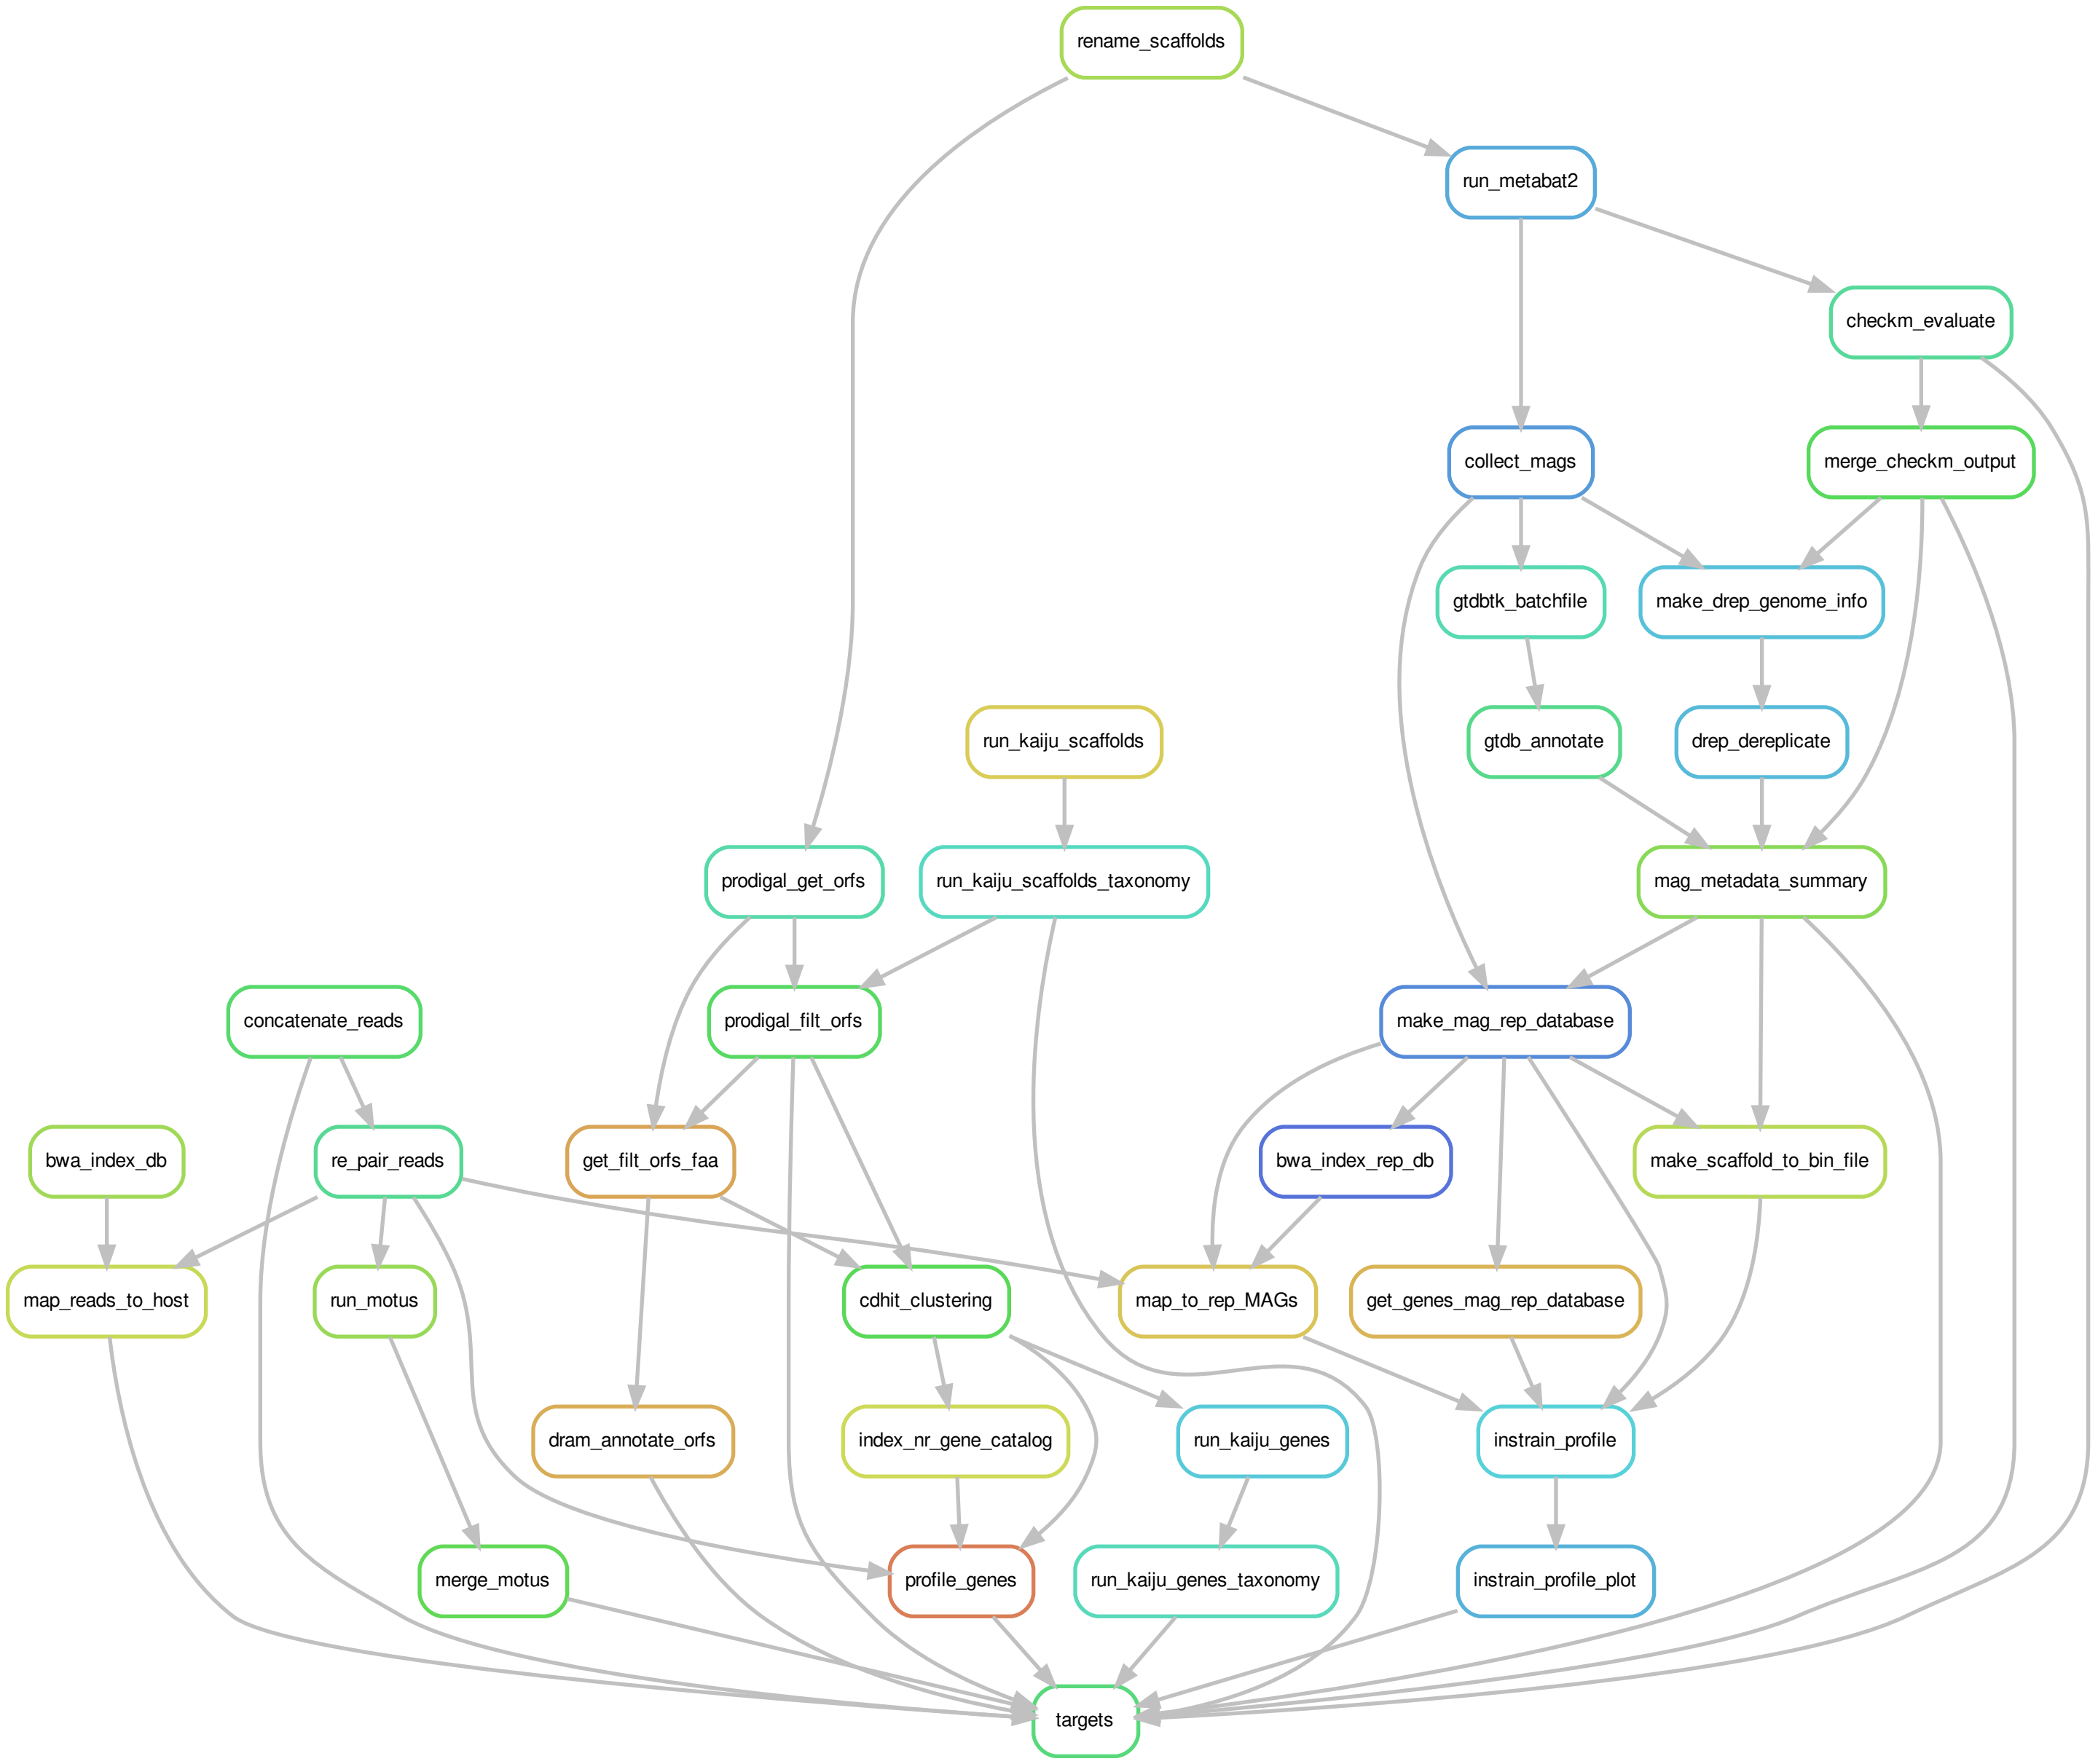 rename_scaffolds
run_metabat2
checkm_evaluate
collect_mags
merge_checkm_output
gtdbtk_batchfile
make_drep_genome_info
run_kaiju_scaffolds
gtdb_annotate
drep_dereplicate
prodigal_get_orfs
run_kaiju_scaffolds_taxonomy
mag_metadata_summary
concatenate_reads
prodigal_filt_orfs
make_mag_rep_database
bwa_index_db
re_pair_reads
get_filt_orfs_faa
bwa_index_rep_db
make_scaffold_to_bin_file
map_reads_to_host
run_motus
cdhit_clustering
map_to_rep_MAGs
get_genes_mag_rep_database
dram_annotate_orfs
index_nr_gene_catalog
run_kaiju_genes
instrain_profile
merge_motus
profile_genes
run_kaiju_genes_taxonomy
instrain_profile_plot
targets